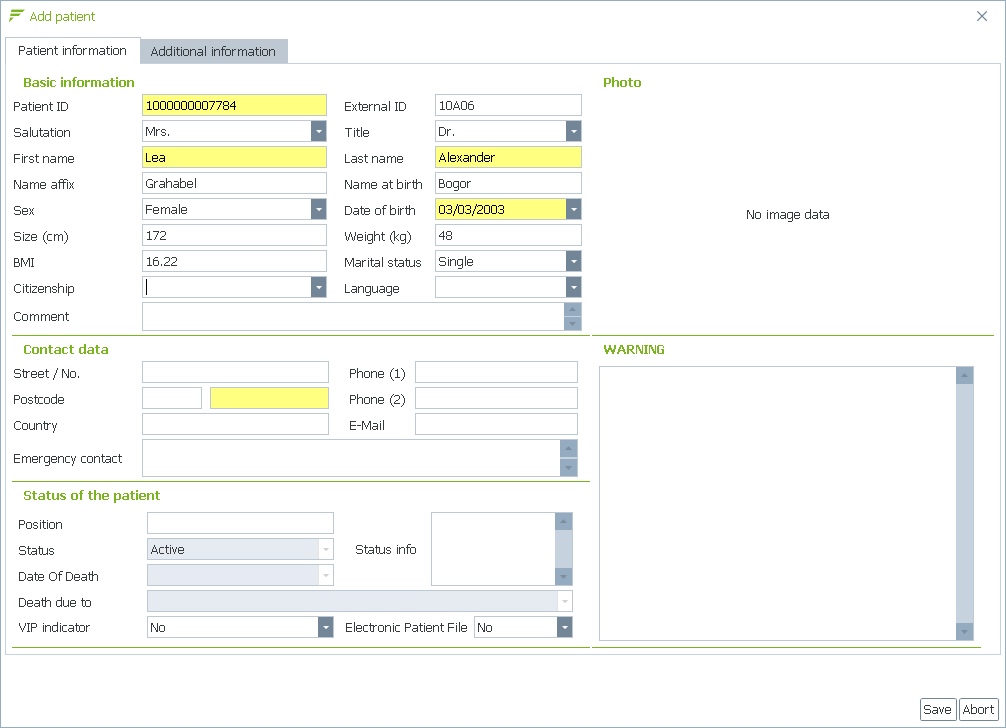 Add patient
Patient information Additional information
Basic information Photo
Patient ID 1000000007784 External ID 10A06
Salutation Mrs. Title Dr.
First name Lea Last name Alexander
Name affix Grahabel Name at birth Bogor
Sex Female Date of birth 03/03/2003
No image data
Size (cm) 172 Weight (kg) 48
BMI 16.22 Marital status Single
Citizenship Language
Comment
Contact data WARNING
Street / No. Phone (1)
Postcode Phone (2)
Country E-Mail
Emergency contact
Status of the patient
Position
Status Active Status info
Date Of Death
Death due to
VIP indicator No Electronic Patient File No
Save Abort